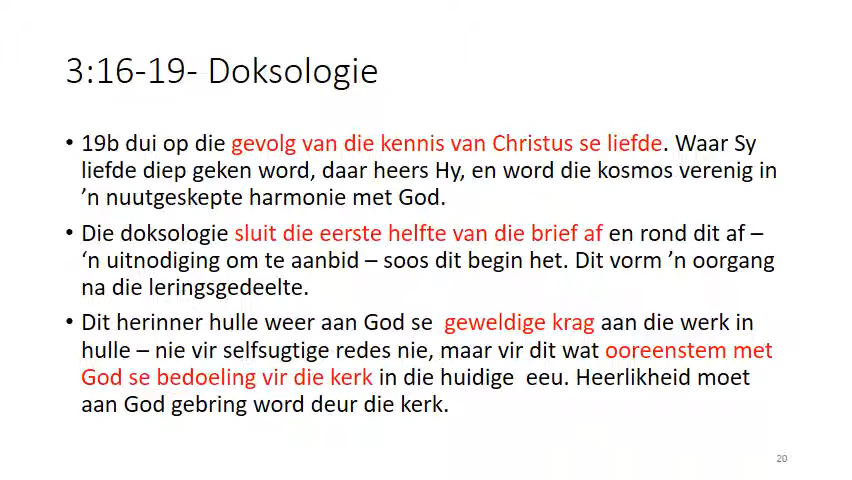 3:16-19- Doksologie
• 19b dui op die gevolg van die kennis van Christus se liefde. Waar Sy
liefde diep geken word, daar heers Hy, en word die kosmos verenig in
’n nuutgeskepte harmonie met God.
• Die doksologie sluit die eerste helfte van die brief af en rond dit af –
‘n uitnodiging om te aanbid – soos dit begin het. Dit vorm ’n oorgang
na die leringsgedeelte.
• Dit herinner hulle weer aan God se geweldige krag aan die werk in
hulle – nie vir selfsugtige redes nie, maar vir dit wat ooreenstem met
God se bedoeling vir die kerk in die huidige eeu. Heerlikheid moet
aan God gebring word deur die kerk.
20